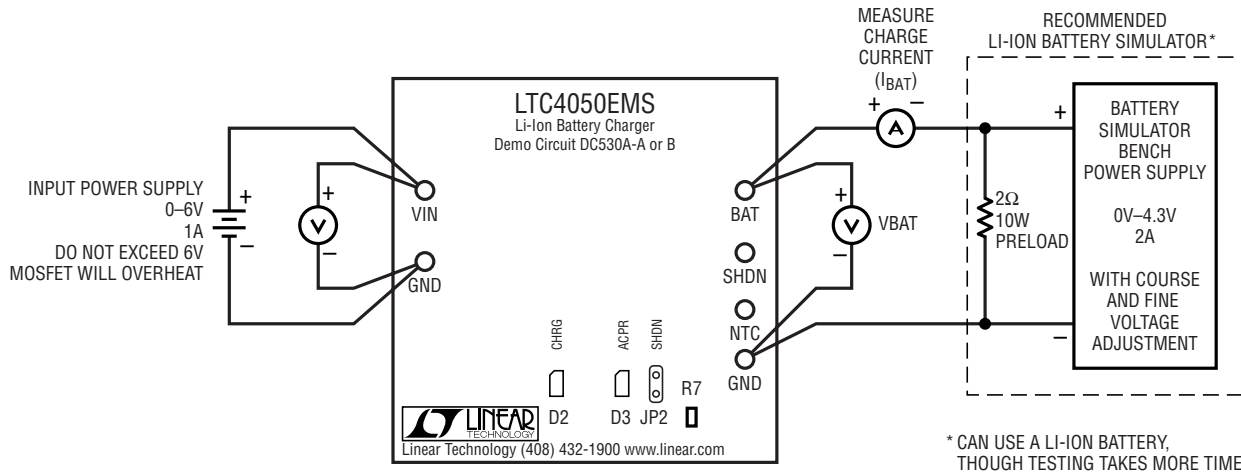 MEASURE
CHARGE
CURRENT
(IBAT)
RECOMMENDED
LI-ION BATTERY SIMULATOR*
LTC4050EMS
Li-Ion Battery Charger
Demo Circuit DC530A-A or B
INPUT POWER SUPPLY
0–6V
1A
DO NOT EXCEED 6V
MOSFET WILL OVERHEAT
+
–
+
V
–
VIN
GND
BAT
SHDN
NTC
GND
+
–
A
+
V
–
VBAT
2Ω
10W
PRELOAD
+
–
BATTERY
SIMULATOR
BENCH
POWER SUPPLY
0V–4.3V
2A
WITH COURSE
AND FINE
VOLTAGE
ADJUSTMENT
CHRG
ACPR
SHDN
D2
D3
JP2
R7
LINEAR
TECHNOLOGY
Linear Technology (408) 432-1900 www.linear.com
* CAN USE A LI-ION BATTERY,
THOUGH TESTING TAKES MORE TIME